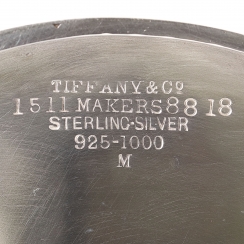 TIFFANY & Co
1511 MAKERS 8818
STERLING-SILVER
925-1000
M